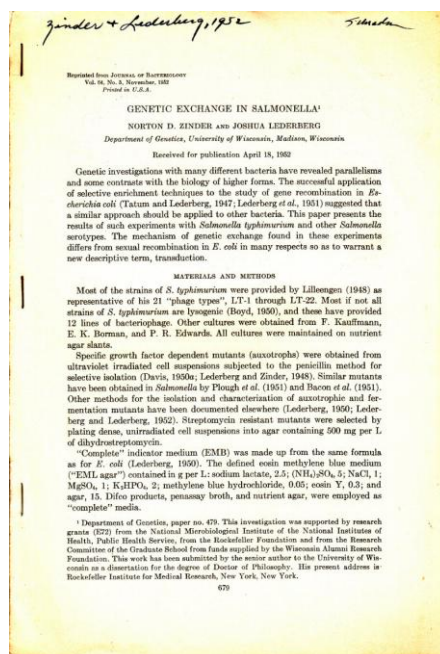 Zinder + Lederberg, 1952
Reprinted from JOURNAL OF BACTERIOLOGY
Vol. 64, No. 5, November, 1952
Printed in U.S.A.
GENETIC EXCHANGE IN SALMONELLA¹
NORTON D. ZINDER AND JOSHUA LEDERBERG
Department of Genetics, University of Wisconsin, Madison, Wisconsin
Received for publication April 18, 1952
Genetic investigations with many different bacteria have revealed parallelisms
and some contrasts with the biology of higher forms. The successful application
of selective enrichment techniques to the study of gene recombination in Es-
cherichia coli (Tatum and Lederberg, 1947; Lederberg et al., 1951) suggested that
a similar approach should be applied to other bacteria. This paper presents the
results of such experiments with Salmonella typhimurium and other Salmonella
serotypes. The mechanism of genetic exchange found in these experiments
differs from sexual recombination in E. coli in many respects so as to warrant a
new descriptive term, transduction.
MATERIALS AND METHODS
Most of the strains of S. typhimurium were provided by Lilleengen (1948) as
representative of his 21 "phage types", LT-1 through LT-22. Most if not all
strains of S. typhimurium are lysogenic (Boyd, 1950), and these have provided
12 lines of bacteriophage. Other cultures were obtained from F. Kauffmann,
E. K. Borman, and P. R. Edwards. All cultures were maintained on nutrient
agar slants.
Specific growth factor dependent mutants (auxotrophs) were obtained from
ultraviolet irradiated cell suspensions subjected to the penicillin method for
selective isolation (Davis, 1950a; Lederberg and Zinder, 1948). Similar mutants
have been obtained in Salmonella by Plough et al. (1951) and Bacon et al. (1951).
Other methods for the isolation and characterization of auxotrophic and fer-
mentation mutants have been documented elsewhere (Lederberg, 1950; Leder-
berg and Lederberg, 1952). Streptomycin resistant mutants were selected by
plating dense, unirradiated cell suspensions into agar containing 500 mg per L
of dihydrostreptomycin.
"Complete" indicator medium (EMB) was made up from the same formula
as for E. coli (Lederberg, 1950). The defined eosin methylene blue medium
("EML agar") contained in g per L: sodium lactate, 2.5; (NH₄)₂SO₄, 5; NaCl, 1;
MgSO₄, 1; K₂HPO₄, 2; methylene blue hydrochloride, 0.05; eosin Y, 0.3; and
agar, 15. Difco products, penassay broth, and nutrient agar, were employed as
"complete" media.
¹ Department of Genetics, paper no. 479. This investigation was supported by research
grants (E72) from the National Microbiological Institute of the National Institutes of
Health, Public Health Service, from the Rockefeller Foundation and from the Research
Committee of the Graduate School from funds supplied by the Wisconsin Alumni Research
Foundation. This work has been submitted by the senior author to the University of Wis-
consin as a dissertation for the degree of Doctor of Philosophy. His present address is
Rockefeller Institute for Medical Research, New York, New York.
679